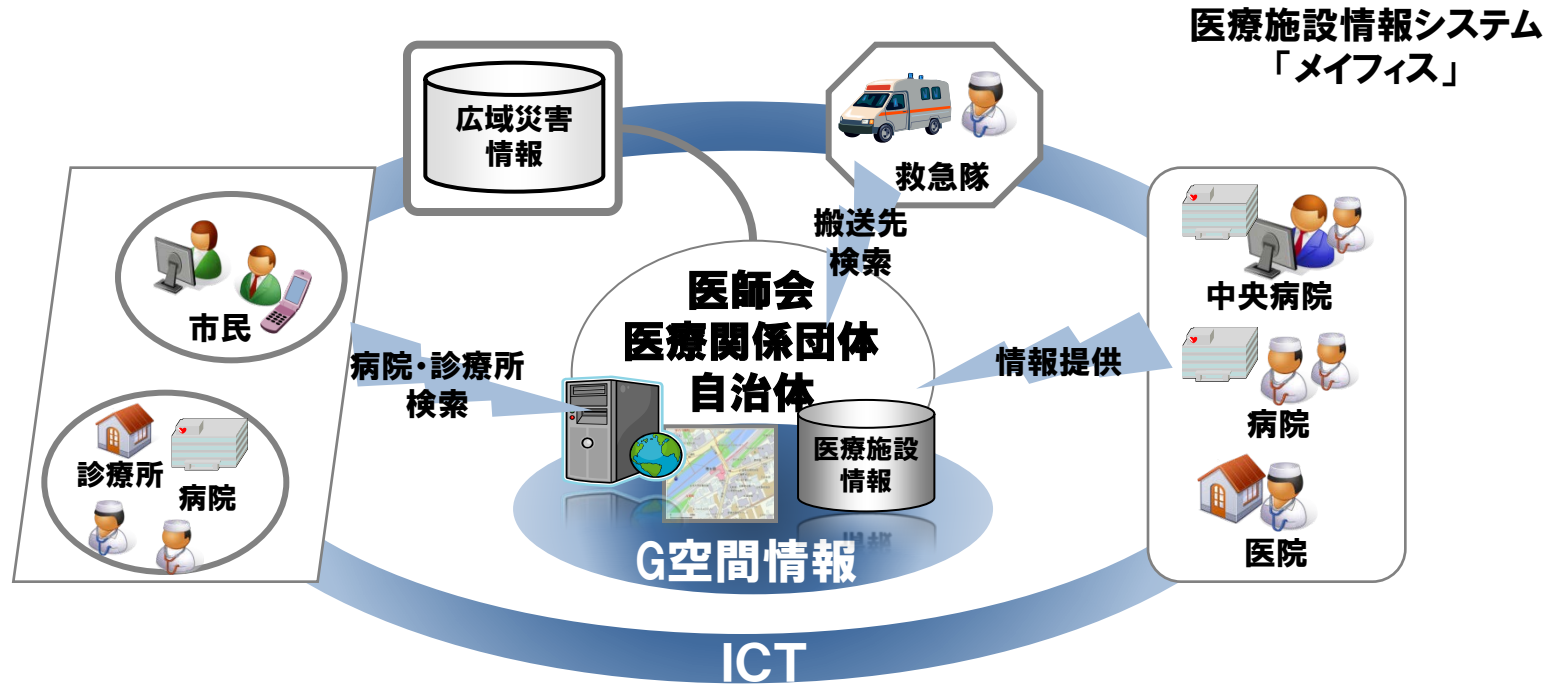 医療施設情報システム
「メイフィス」
広域災害
情報
救急隊
搬送先
検索
市民
病院・診療所
検索
診療所
病院
医師会
医療関係団体
自治体
医療施設
情報
G空間情報
情報提供
中央病院
病院
医院
ICT